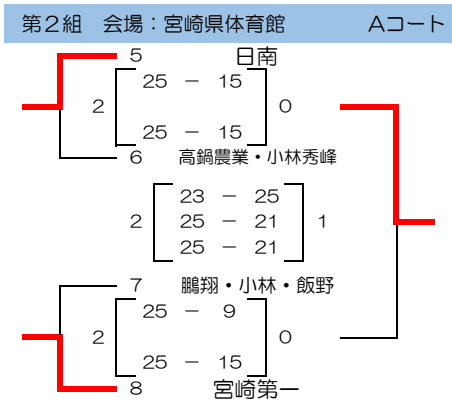 第2組 会場:宮崎県体育館 Aコート
5 日南
25 － 15
2 0
25 － 15
6 高鍋農業・小林秀峰
23 － 25
2 25 － 21 1
25 － 21
7 鵬翔・小林・飯野
25 － 9
2 0
25 － 15
8 宮崎第一